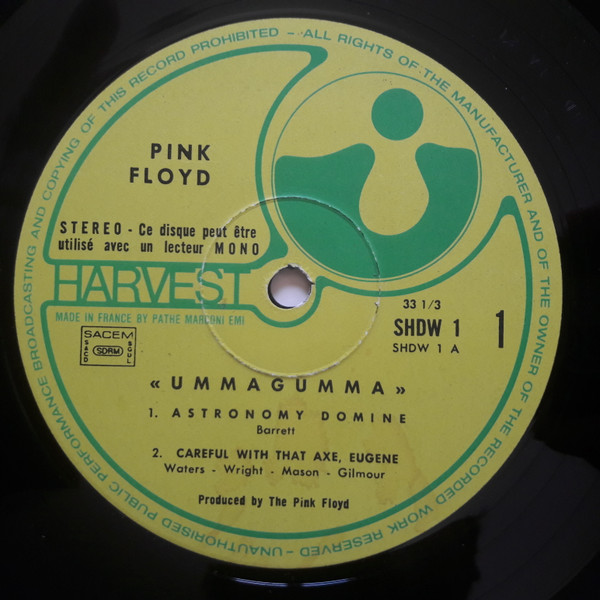 ALL RIGHTS OF THE MANUFACTURER AND OF THE OWNER OF THE RECORDED WORK RESERVED - UNAUTHORISED PUBLIC PERFORMANCE BROADCASTING AND COPYING OF THIS RECORD PROHIBITED -
PINK
FLOYD
STEREO - Ce disque peut être
utilisé avec un lecteur MONO
HARVEST
MADE IN FRANCE BY PATHE MARCONI EMI
SACEM
SACD
SDRM
SGDL
33 1/3
SHDW 1
SHDW 1 A
1
« UMMAGUMMA »
1. ASTRONOMY DOMINE
Barrett
2. CAREFUL WITH THAT AXE, EUGENE
Waters - Wright - Mason - Gilmour
Produced by The Pink Floyd